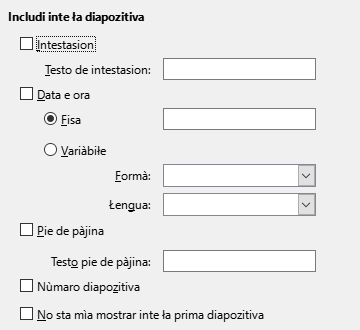 Includi inte ła diapozitiva
Intestasion
Testo de intestasion:
Data e ora
Fisa
Variàbiłe
Formà:
Łengua:
Pie de pàjina
Testo pie de pàjina:
Nùmaro diapozitiva
No sta mìa mostrar inte ła prima diapozitiva